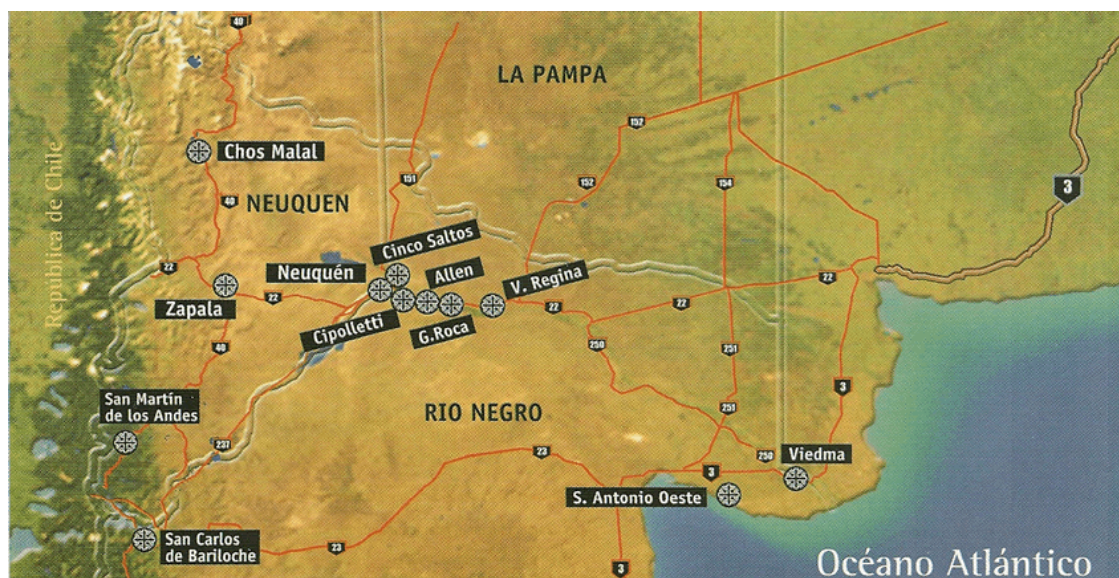 40
LA PAMPA
152
Chos Malal
República de Chile
151
152
154
3
40
NEUQUEN
Cinco Saltos
22
Neuquén
Allen
V. Regina
22
Zapala
22
Cipolletti
G.Roca
22
22
40
250
251
237
3
San Martín
de los Andes
RIO NEGRO
251
23
Viedma
250
3
S. Antonio Oeste
San Carlos
de Bariloche
23
3
Océano Atlántico